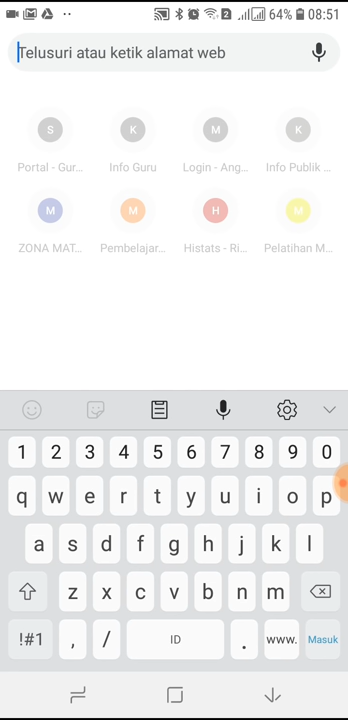 64% 08:51
Telusuri atau ketik alamat web
S K M K
Portal - Gur... Info Guru Login - Ang... Info Publik ...
M M H M
ZONA MAT... Pembelajar... Histats - Ri... Pelatihan M...
1 2 3 4 5 6 7 8 9 0
q w e r t y u i o p
a s d f g h j k l
z x c v b n m
!#1 , / ID . www. Masuk